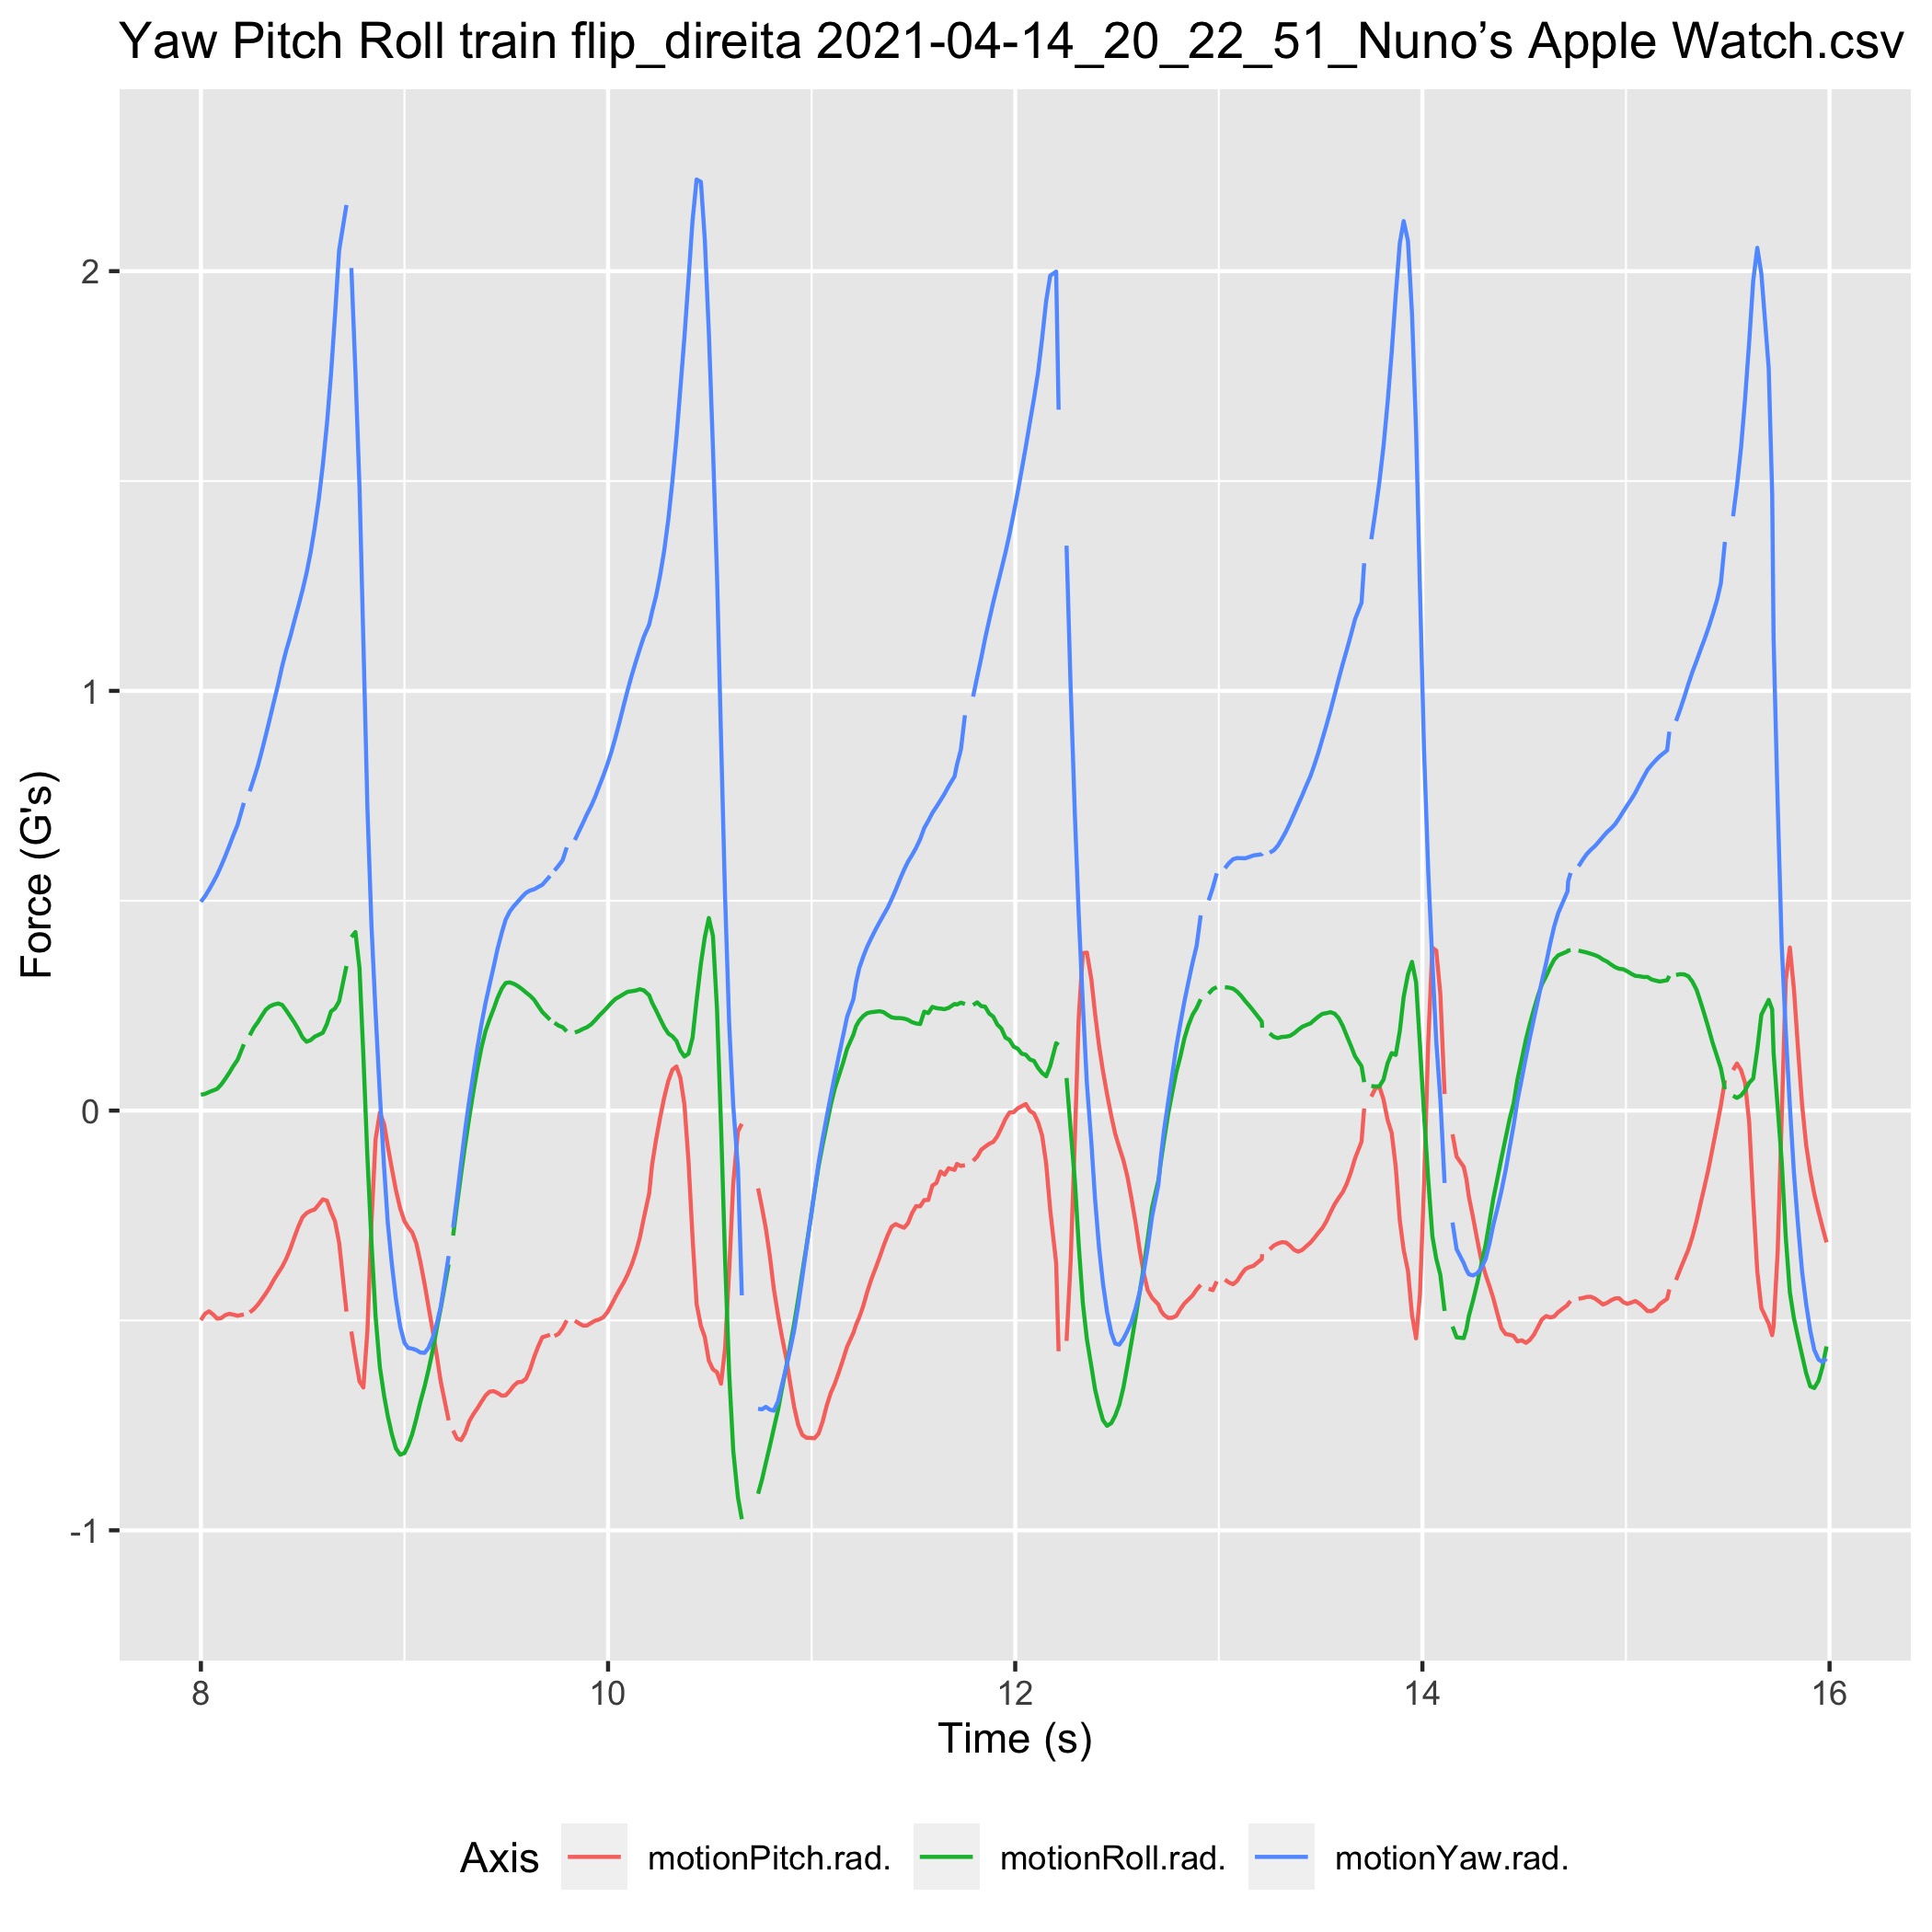 Yaw Pitch Roll train flip_direita 2021-04-14_20_22_51_Nuno’s Apple Watch.csv
Force (G's)
2
1
0
-1
8 10 12 14 16
Time (s)
Axis motionPitch.rad. motionRoll.rad. motionYaw.rad.